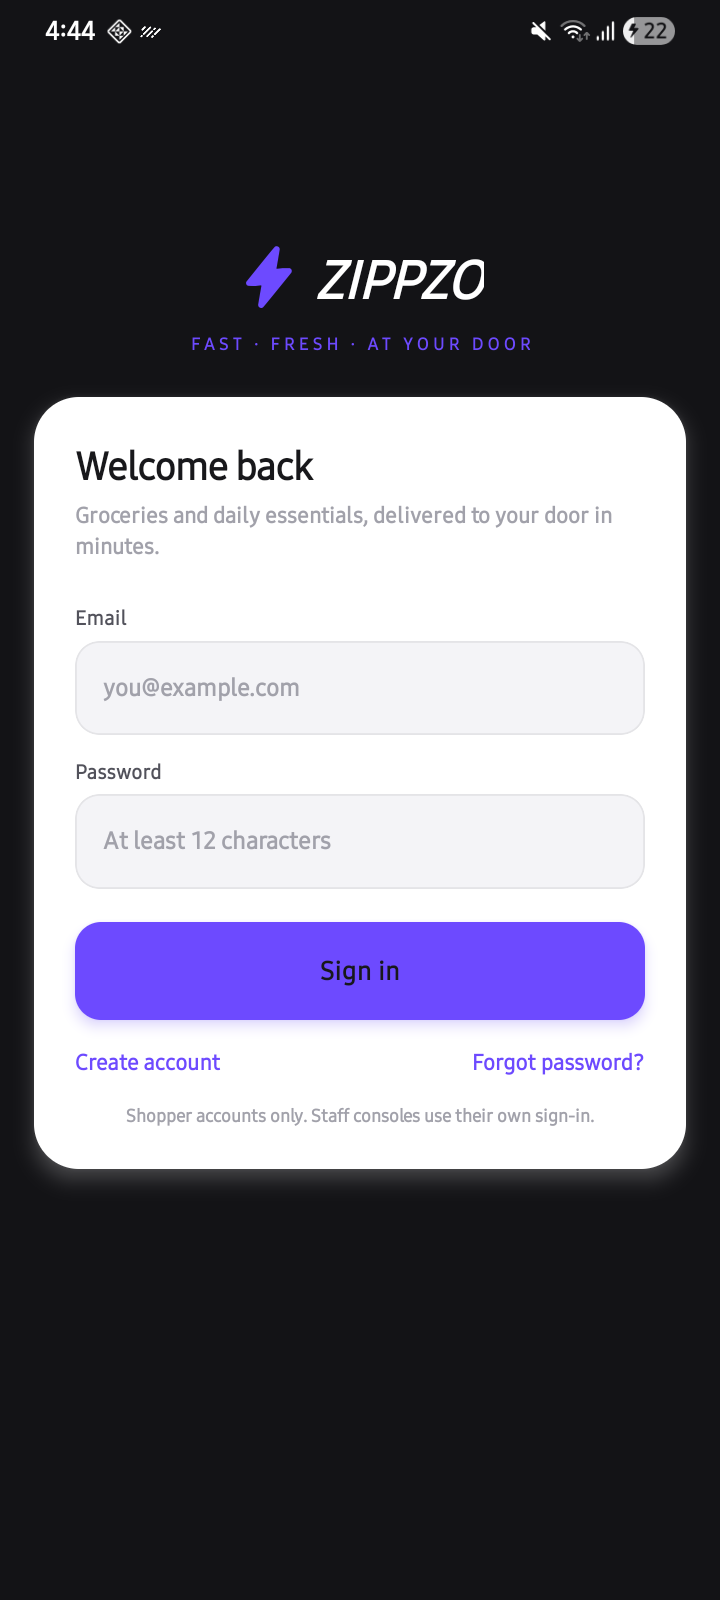 4:44
22
ZIPPZO
FAST · FRESH · AT YOUR DOOR
Welcome back
Groceries and daily essentials, delivered to your door in
minutes.
Email
you@example.com
Password
At least 12 characters
Sign in
Create account
Forgot password?
Shopper accounts only. Staff consoles use their own sign-in.